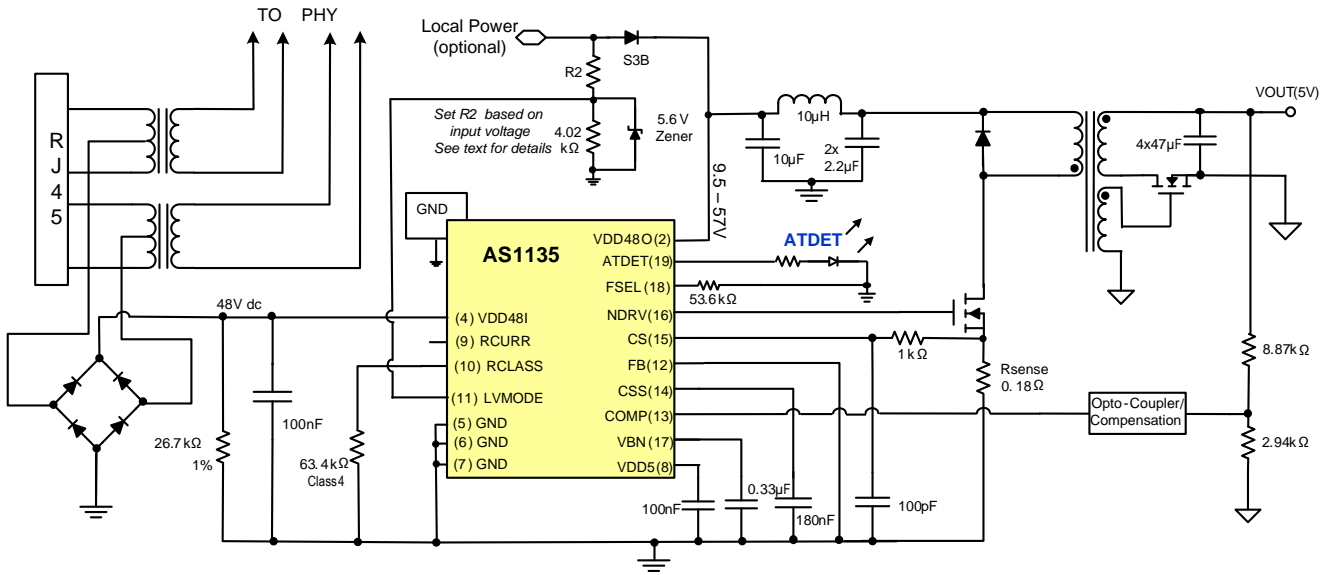 TO PHY
RJ45
Local Power
(optional)
S3B
R2
Set R2 based on
input voltage
See text for details
4.02
kΩ
5.6V
Zener
9.5 – 57V
10µH
10µF
2x
2.2µF
4x47µF
VOUT(5V)
GND
AS1135
VDD48O(2)
ATDET(19)
FSEL (18)
NDRV(16)
CS(15)
FB(12)
CSS(14)
COMP(13)
VBN(17)
VDD5(8)
(4) VDD48I
(9) RCURR
(10) RCLASS
(11) LVMODE
(5) GND
(6) GND
(7) GND
ATDET
53.6kΩ
1kΩ
Rsense
0.18Ω
8.87kΩ
Opto-Coupler/
Compensation
2.94kΩ
48V dc
26.7kΩ
1%
100nF
63.4kΩ
Class4
100nF
0.33µF
180nF
100pF